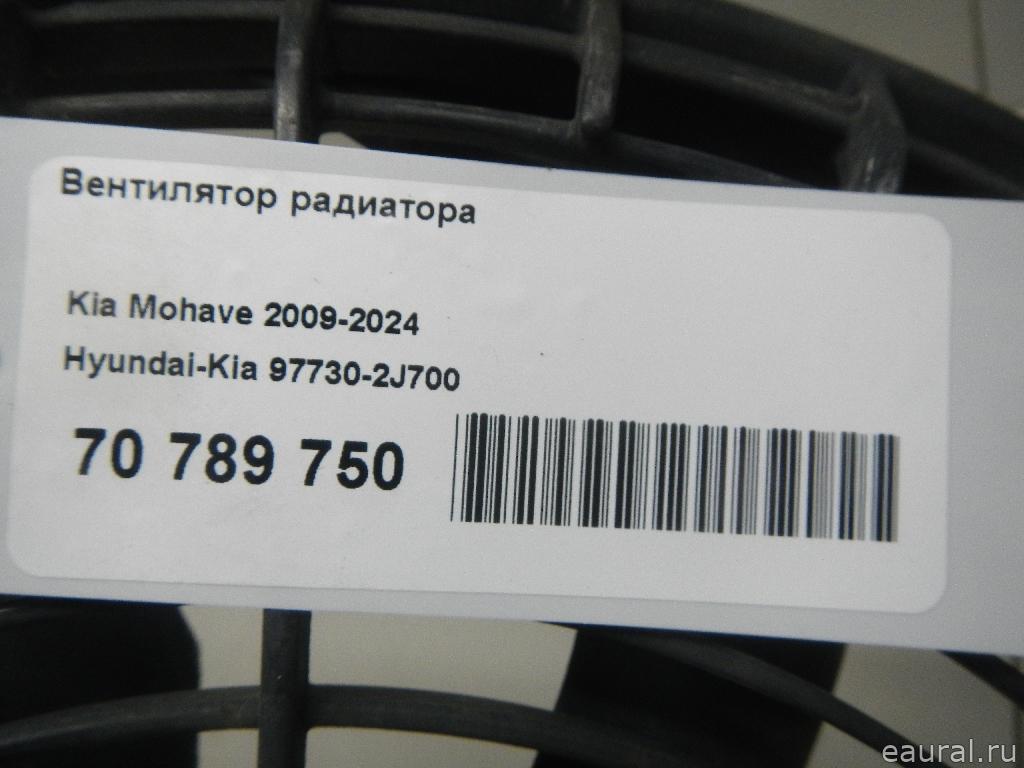 Вентилятор радиатора
Kia Mohave 2009-2024
Hyundai-Kia 97730-2J700
70 789 750
eaural.ru